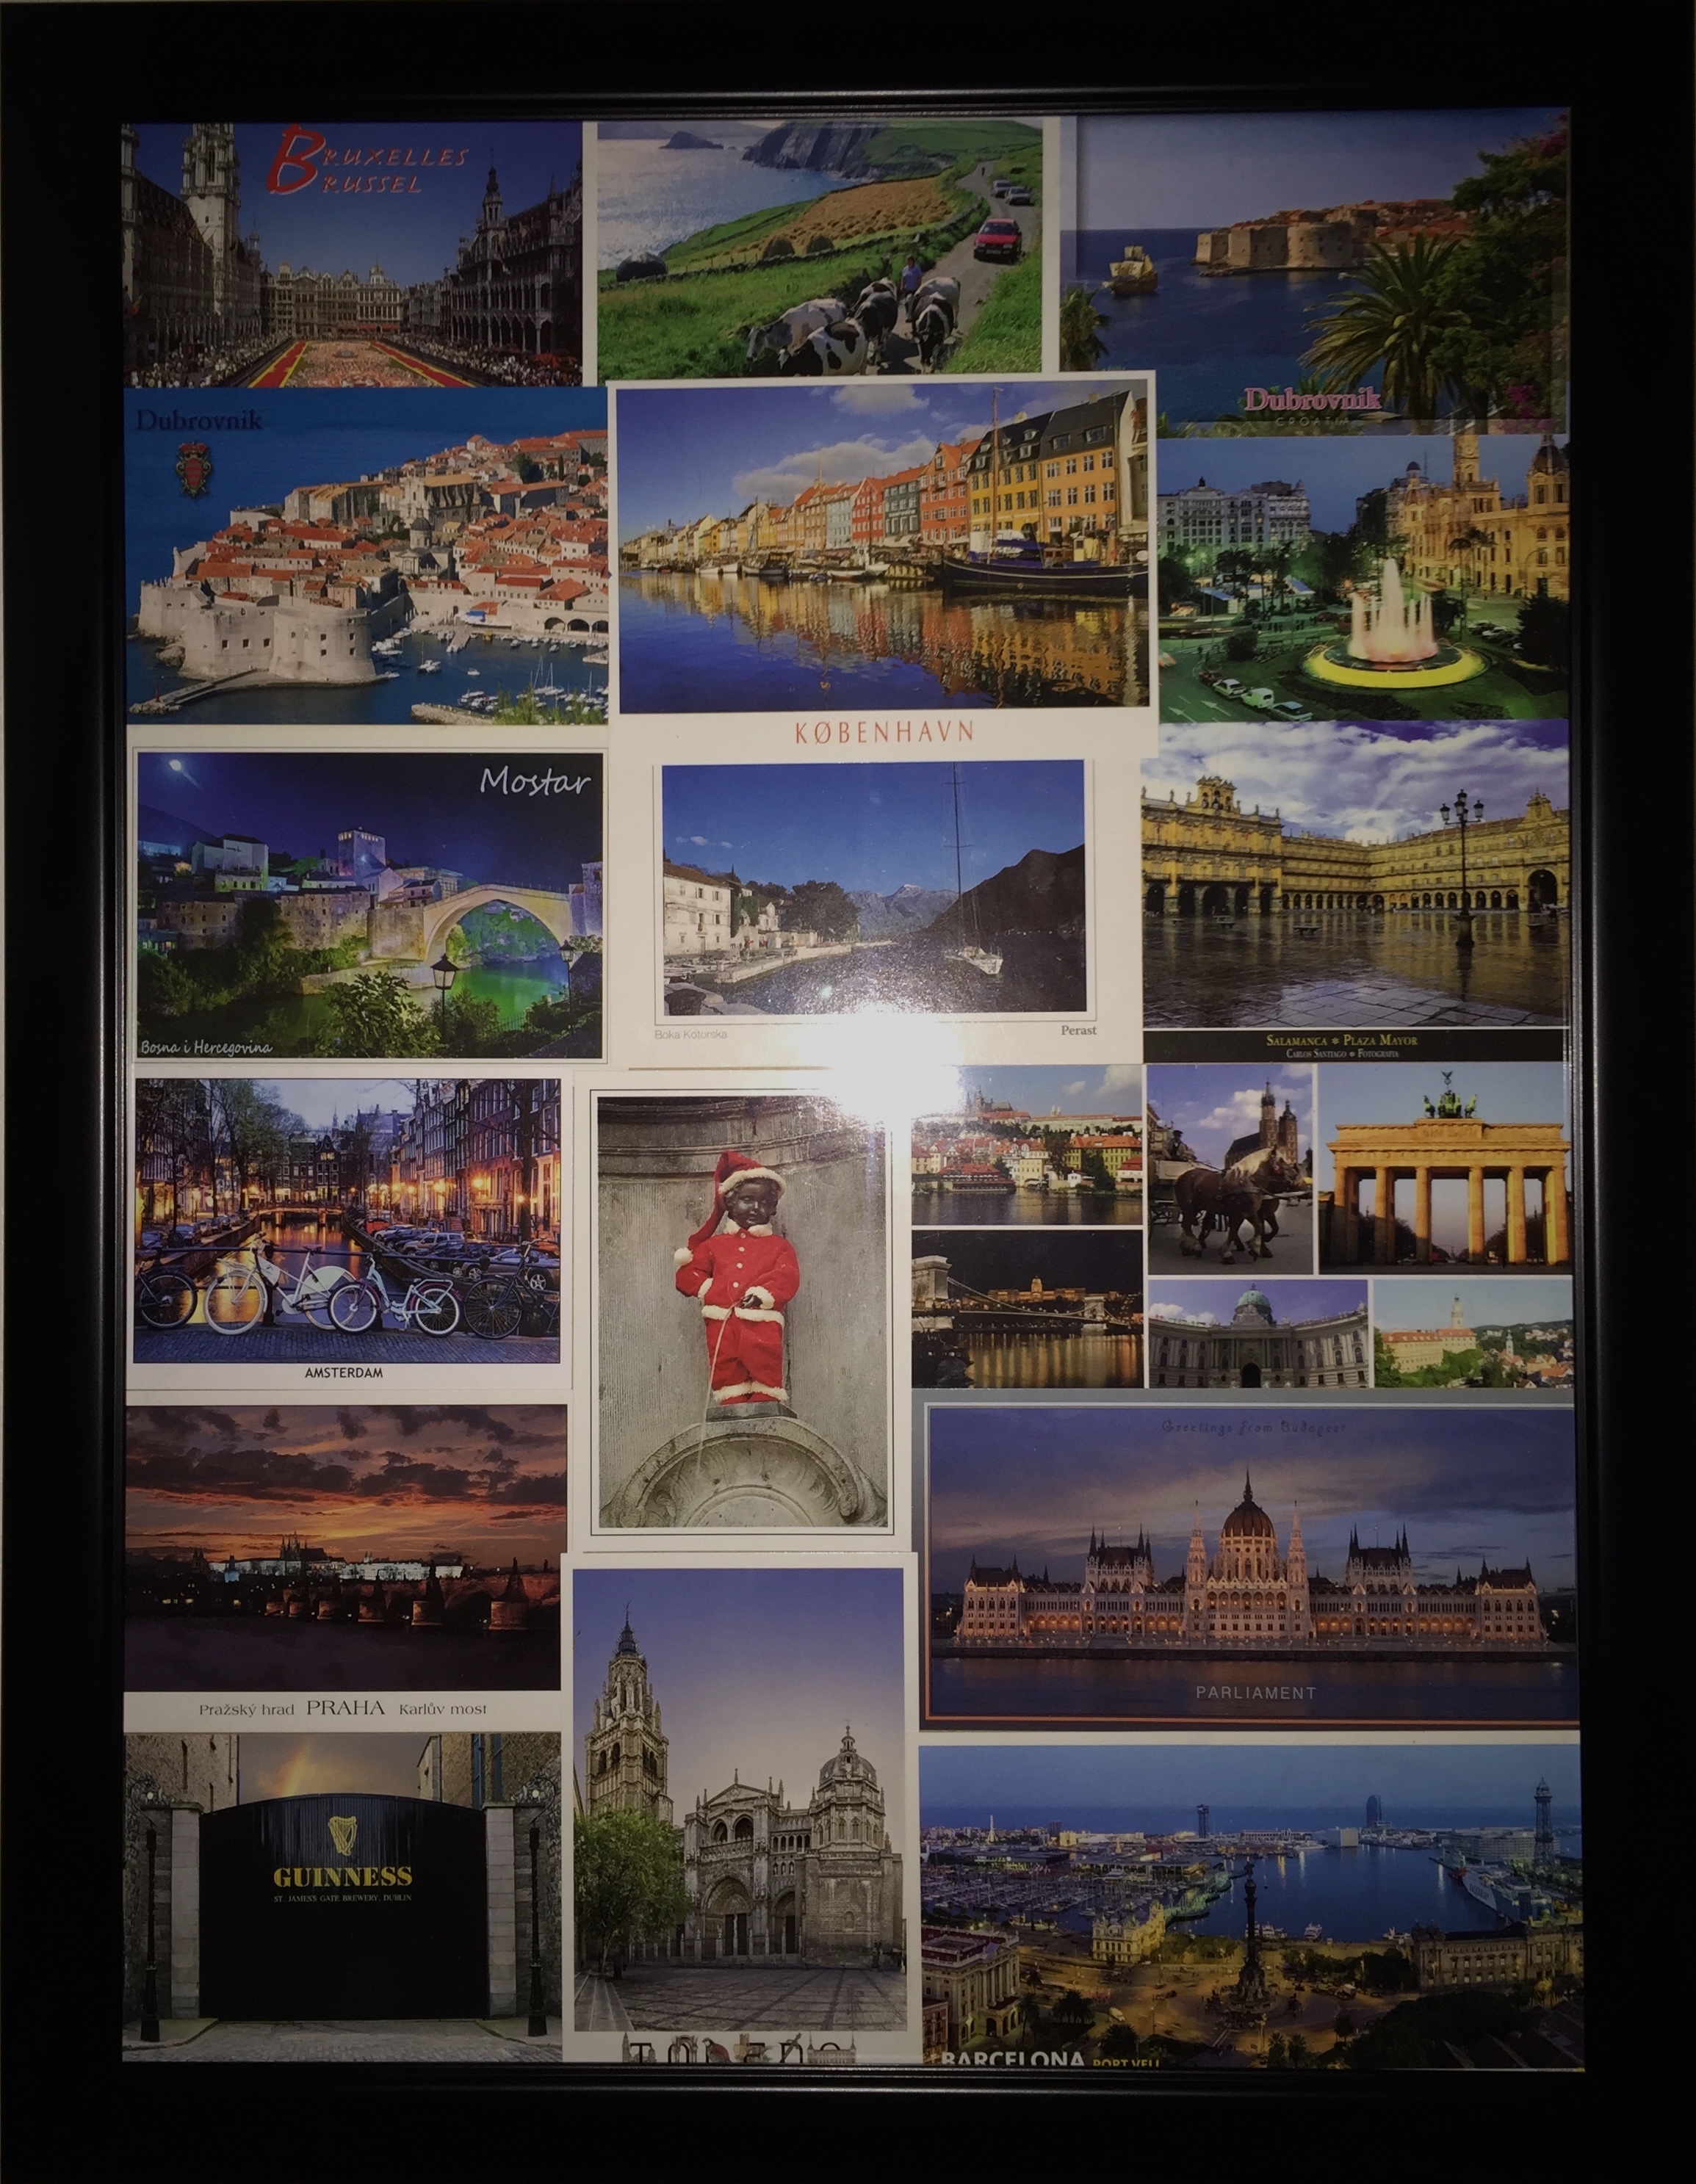 BRUXELLES
BRUSSEL
Dubrovnik
CROATIA
Dubrovnik
KØBENHAVN
Mostar
Bosna i Hercegovina
Boka Kotorska
Perast
SALAMANCA * PLAZA MAYOR
CARLOS SANTIAGO * FOTOGRAFIA
AMSTERDAM
Greetings from Budapest
PARLIAMENT
Pražský hrad PRAHA Karlův most
GUINNESS
ST. JAMES'S GATE BREWERY, DUBLIN
TOLEDO
BARCELONA PORT VELL